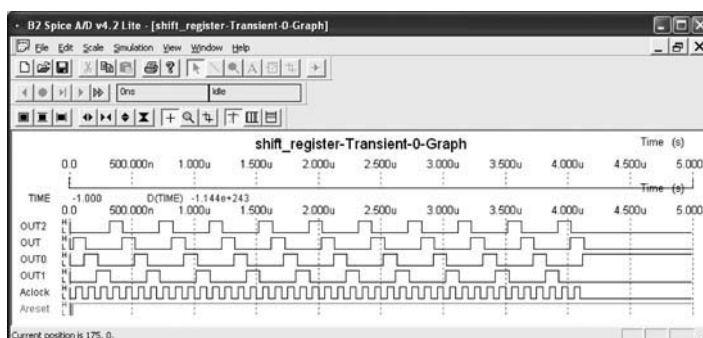 B2 Spice A/D v4.2 Lite - [shift_register-Transient-0-Graph]
File Edit Scale Simulation View Window Help
0ns Idle
shift_register-Transient-0-Graph Time (s)
0.0 500.000n 1.000u 1.500u 2.000u 2.500u 3.000u 3.500u 4.000u 4.500u 5.000
Time (s)
TIME -1.000 D(TIME) -1.144e+243
0.0 500.000n 1.000u 1.500u 2.000u 2.500u 3.000u 3.500u 4.000u 4.500u 5.000
OUT2 H L
OUT H L
OUT0 H L
OUT1 H L
Aclock H L
Areset H L
Current position is 175, 0.